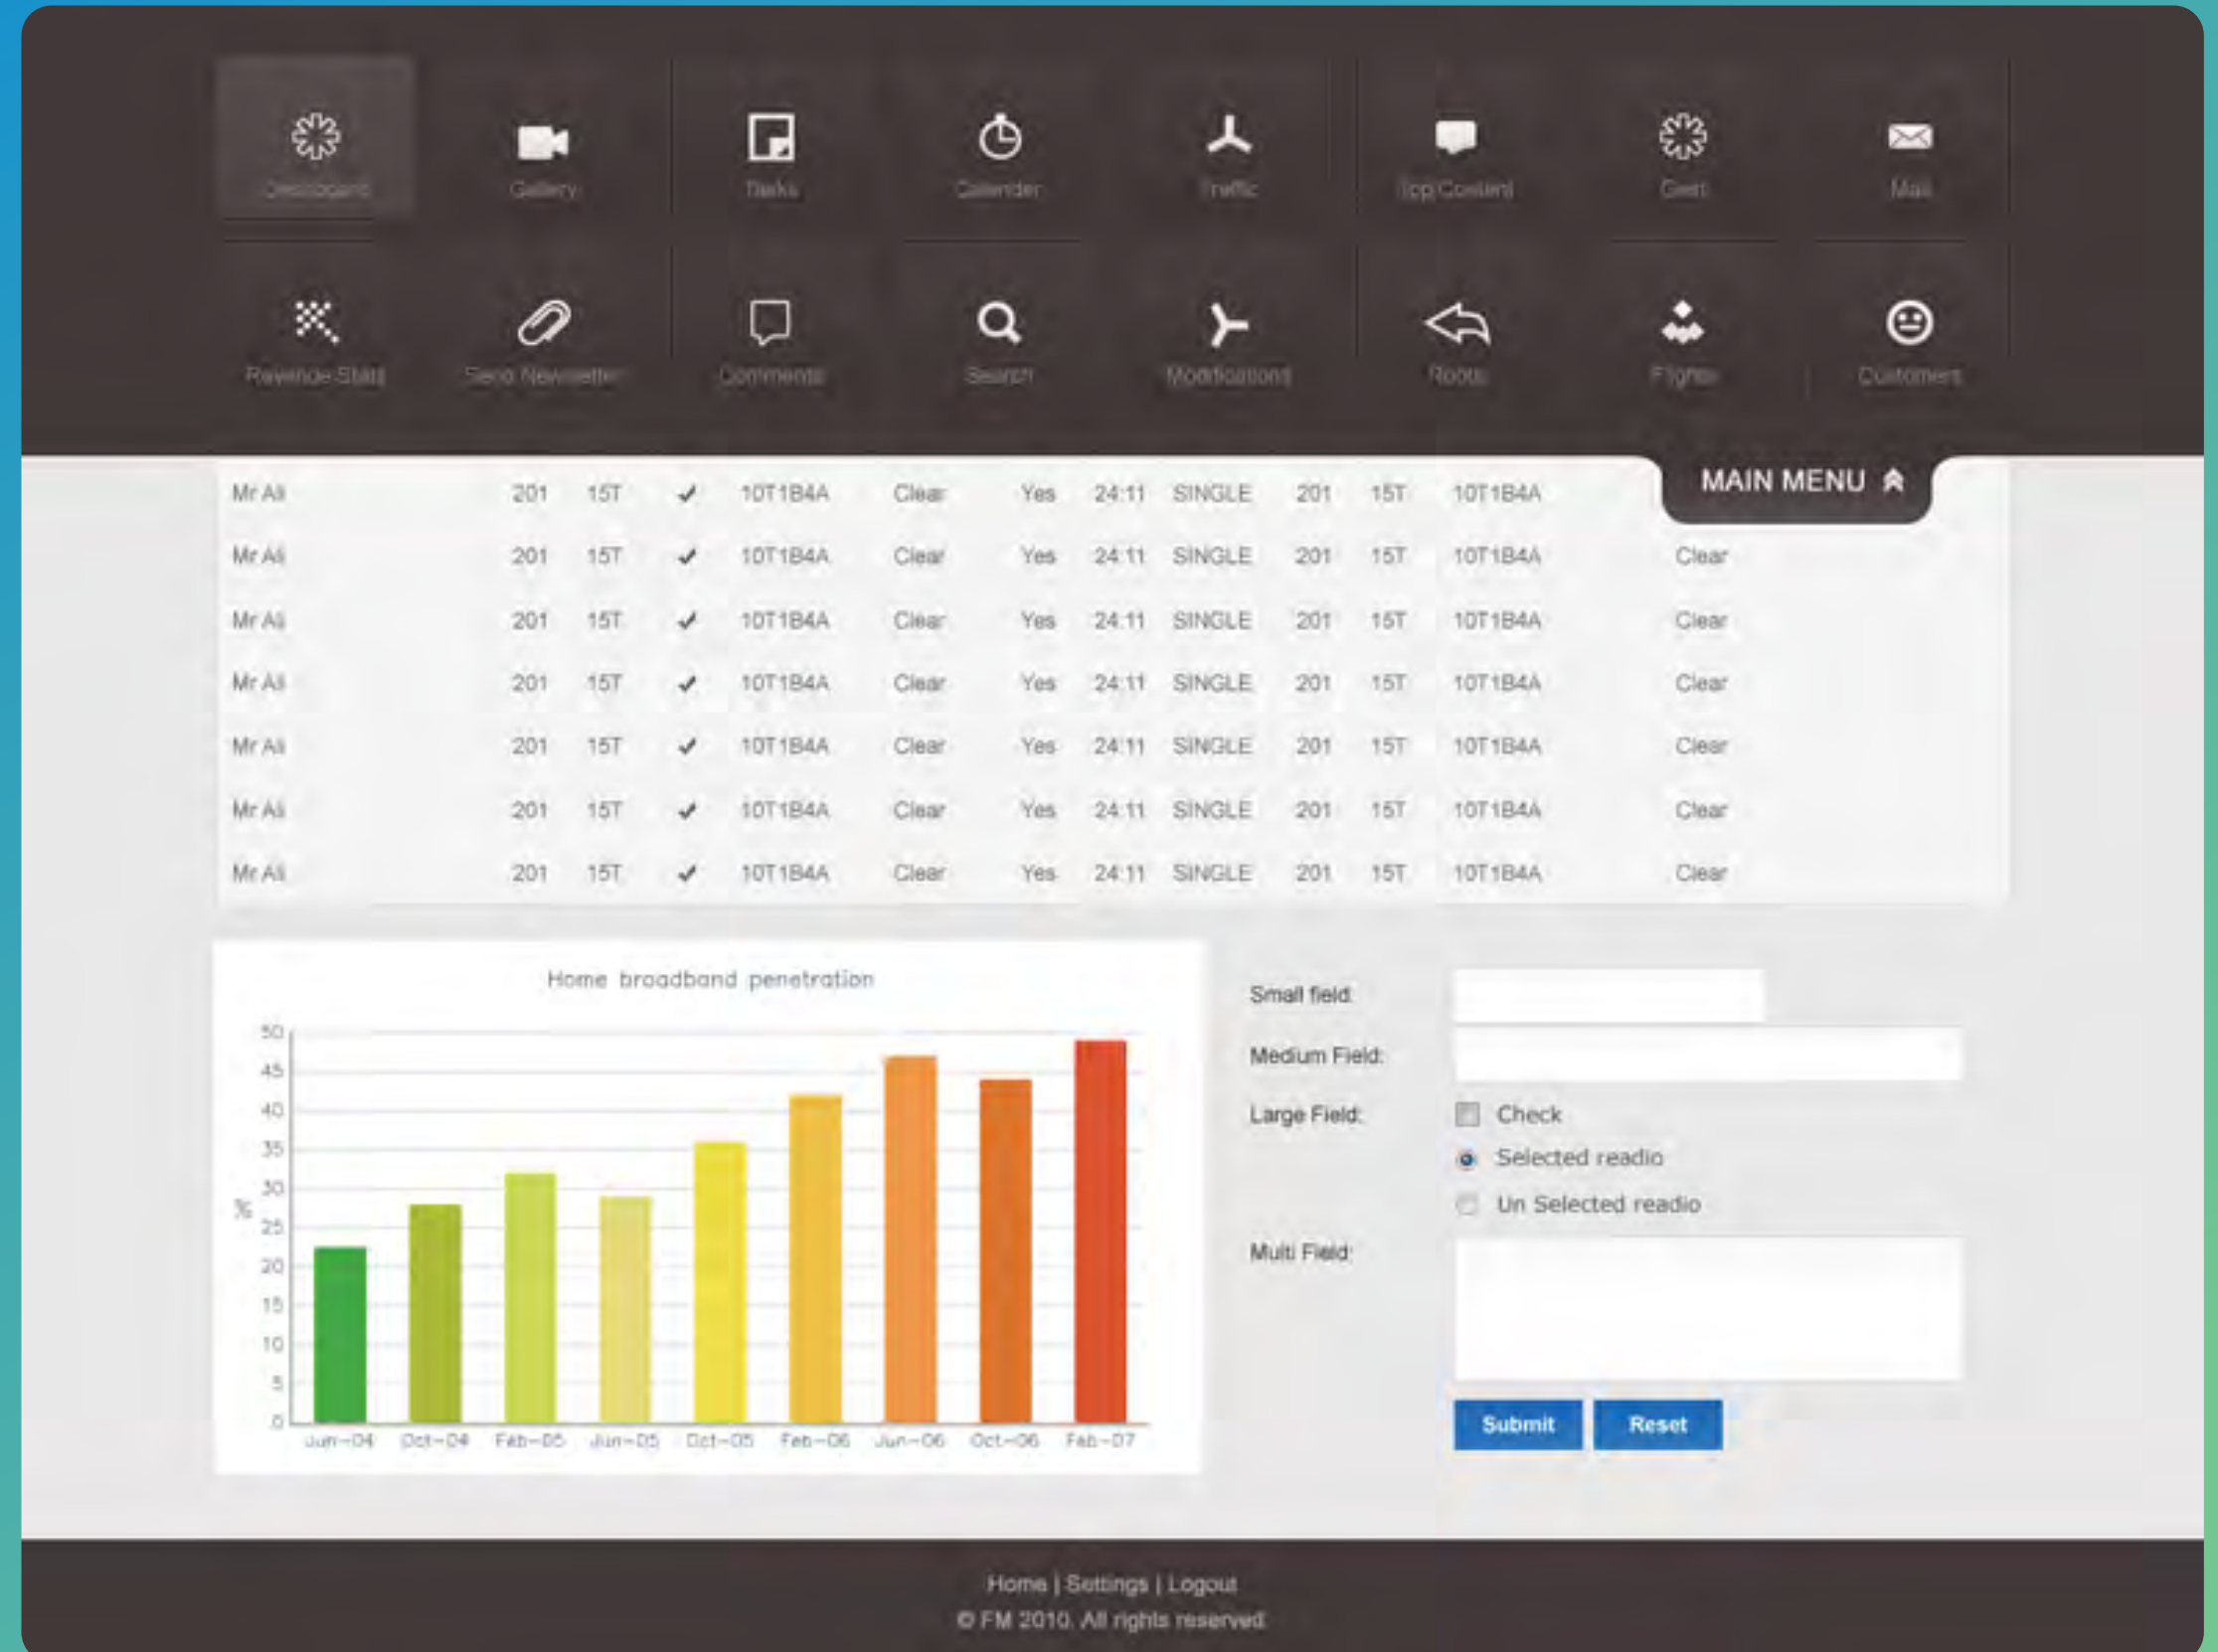 Dashboard Gallery Tasks Calender Traffic Content Mail
Revenue Stats Send Newsletter Comments Search Modifications Roots Flights Customers
MAIN MENU
Mr Ali 201 15T ✓ 10T1B4A Clear Yes 24:11 SINGLE 201 15T 10T1B4A
Mr Ali 201 15T ✓ 10T1B4A Clear Yes 24:11 SINGLE 201 15T 10T1B4A Clear
Mr Ali 201 15T ✓ 10T1B4A Clear Yes 24:11 SINGLE 201 15T 10T1B4A Clear
Mr Ali 201 15T ✓ 10T1B4A Clear Yes 24:11 SINGLE 201 15T 10T1B4A Clear
Mr Ali 201 15T ✓ 10T1B4A Clear Yes 24:11 SINGLE 201 15T 10T1B4A Clear
Mr Ali 201 15T ✓ 10T1B4A Clear Yes 24:11 SINGLE 201 15T 10T1B4A Clear
Mr Ali 201 15T ✓ 10T1B4A Clear Yes 24:11 SINGLE 201 15T 10T1B4A Clear
Home broadband penetration
50
45
40
35
30
%
25
20
15
10
5
0
Jun-04 Oct-04 Feb-05 Jun-05 Oct-05 Feb-06 Jun-06 Oct-06 Feb-07
Small field:
Medium Field:
Large Field: Check
Selected readio
Un Selected readio
Multi Field:
Submit Reset
Home | Settings | Logout
© FM 2010. All rights reserved